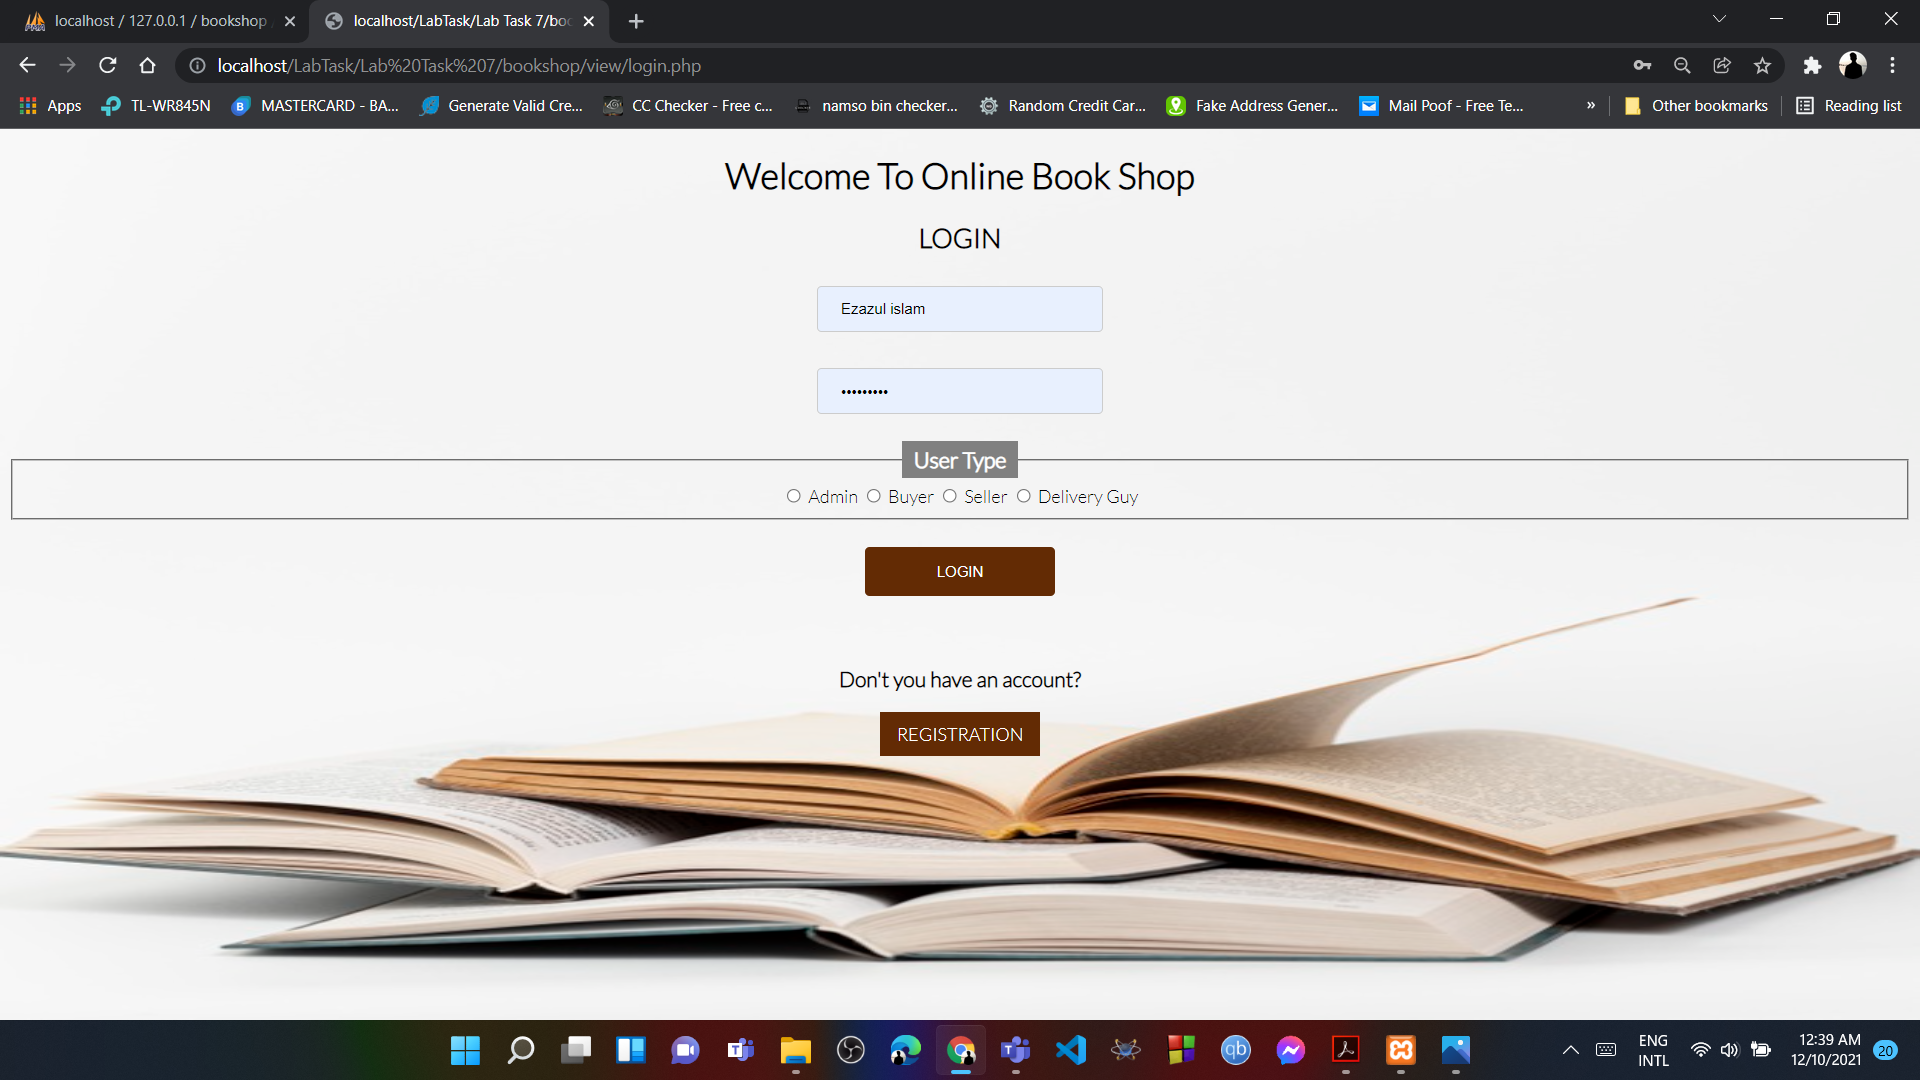 localhost / 127.0.0.1 / bookshop
localhost/LabTask/Lab Task 7/boo
localhost/LabTask/Lab%20Task%207/bookshop/view/login.php
Apps TL-WR845N MASTERCARD - BA... Generate Valid Cre... CC Checker - Free c... namso bin checker... Random Credit Car... Fake Address Gener... Mail Poof - Free Te... » Other bookmarks Reading list
Welcome To Online Book Shop
LOGIN
Ezazul islam
•••••••••
User Type
Admin Buyer Seller Delivery Guy
LOGIN
Don't you have an account?
REGISTRATION
ENG
INTL
12:39 AM
12/10/2021
20